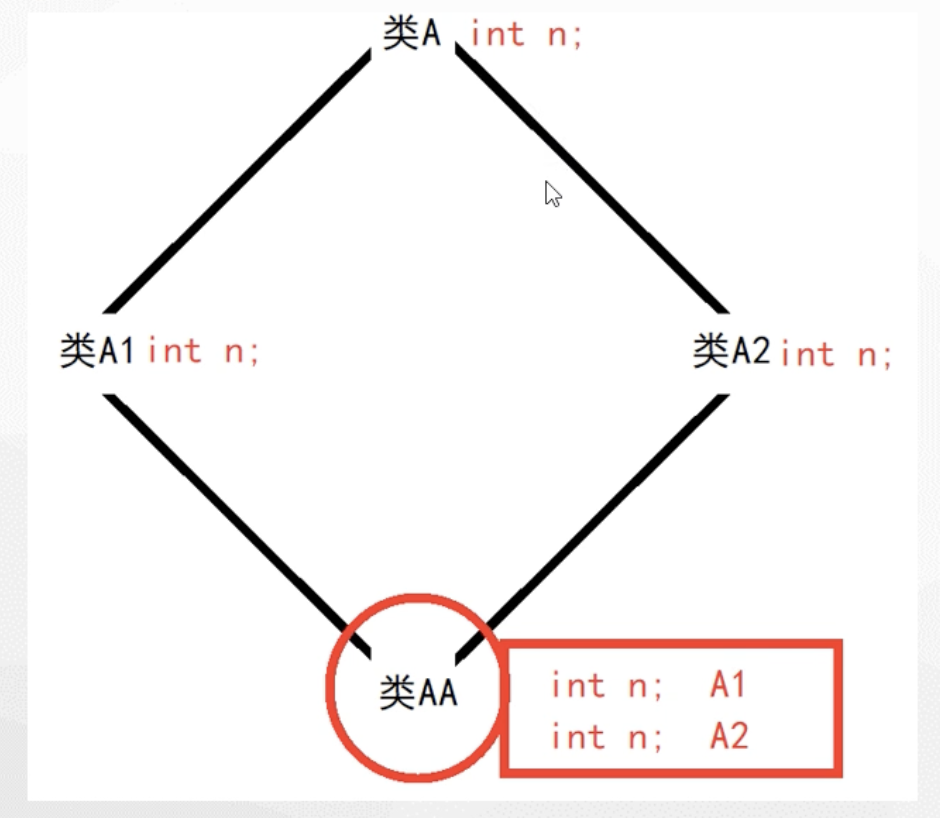 类A int n;
类A1 int n;
类A2 int n;
类AA
int n; A1
int n; A2